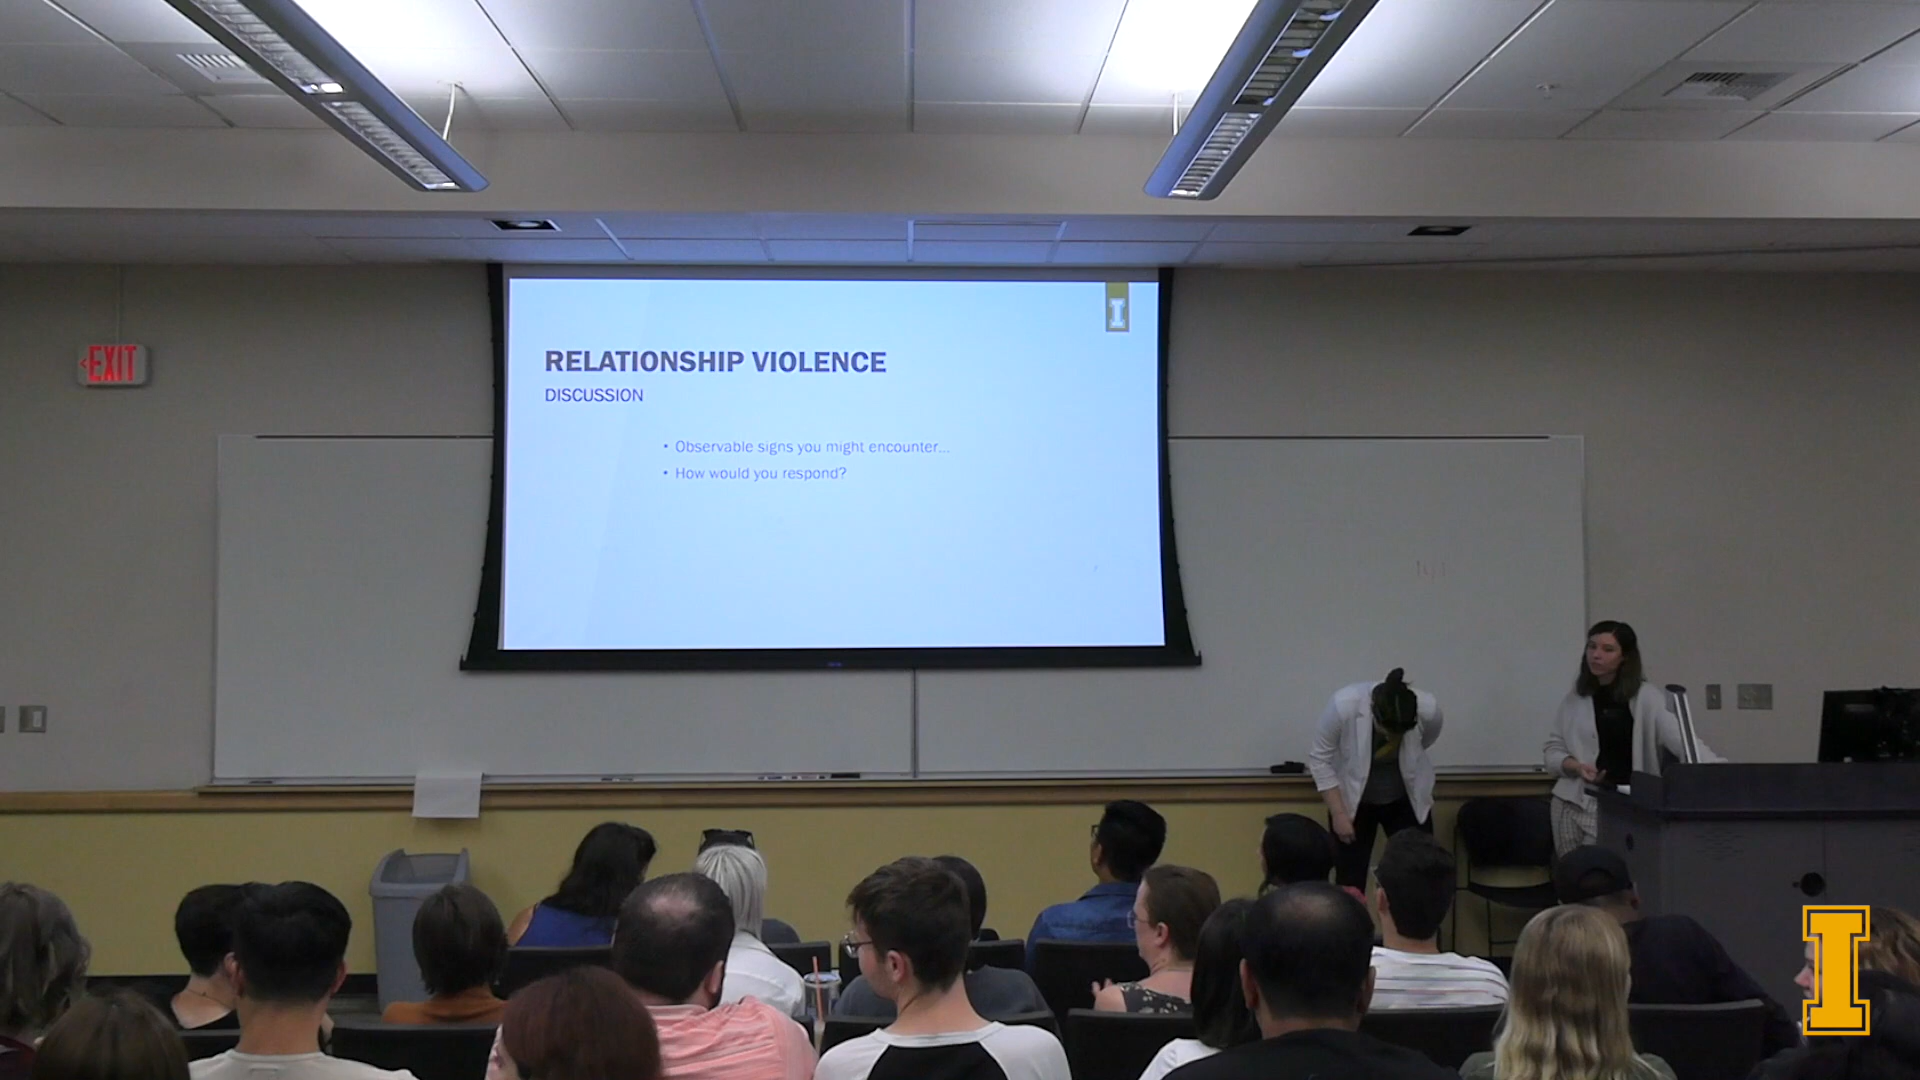 I
EXIT
RELATIONSHIP VIOLENCE
DISCUSSION
• Observable signs you might encounter...
• How would you respond?
I